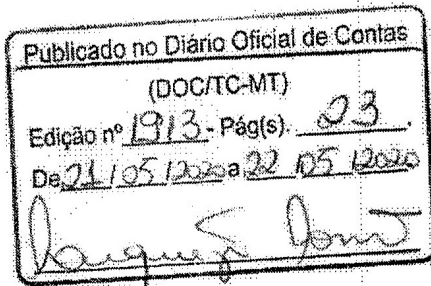 Publicado no Diário Oficial de Contas
(DOC/TC-MT)
Edição nº 1913 - Pág(s). 23.
De 21/05/2020 a 22/05/2020